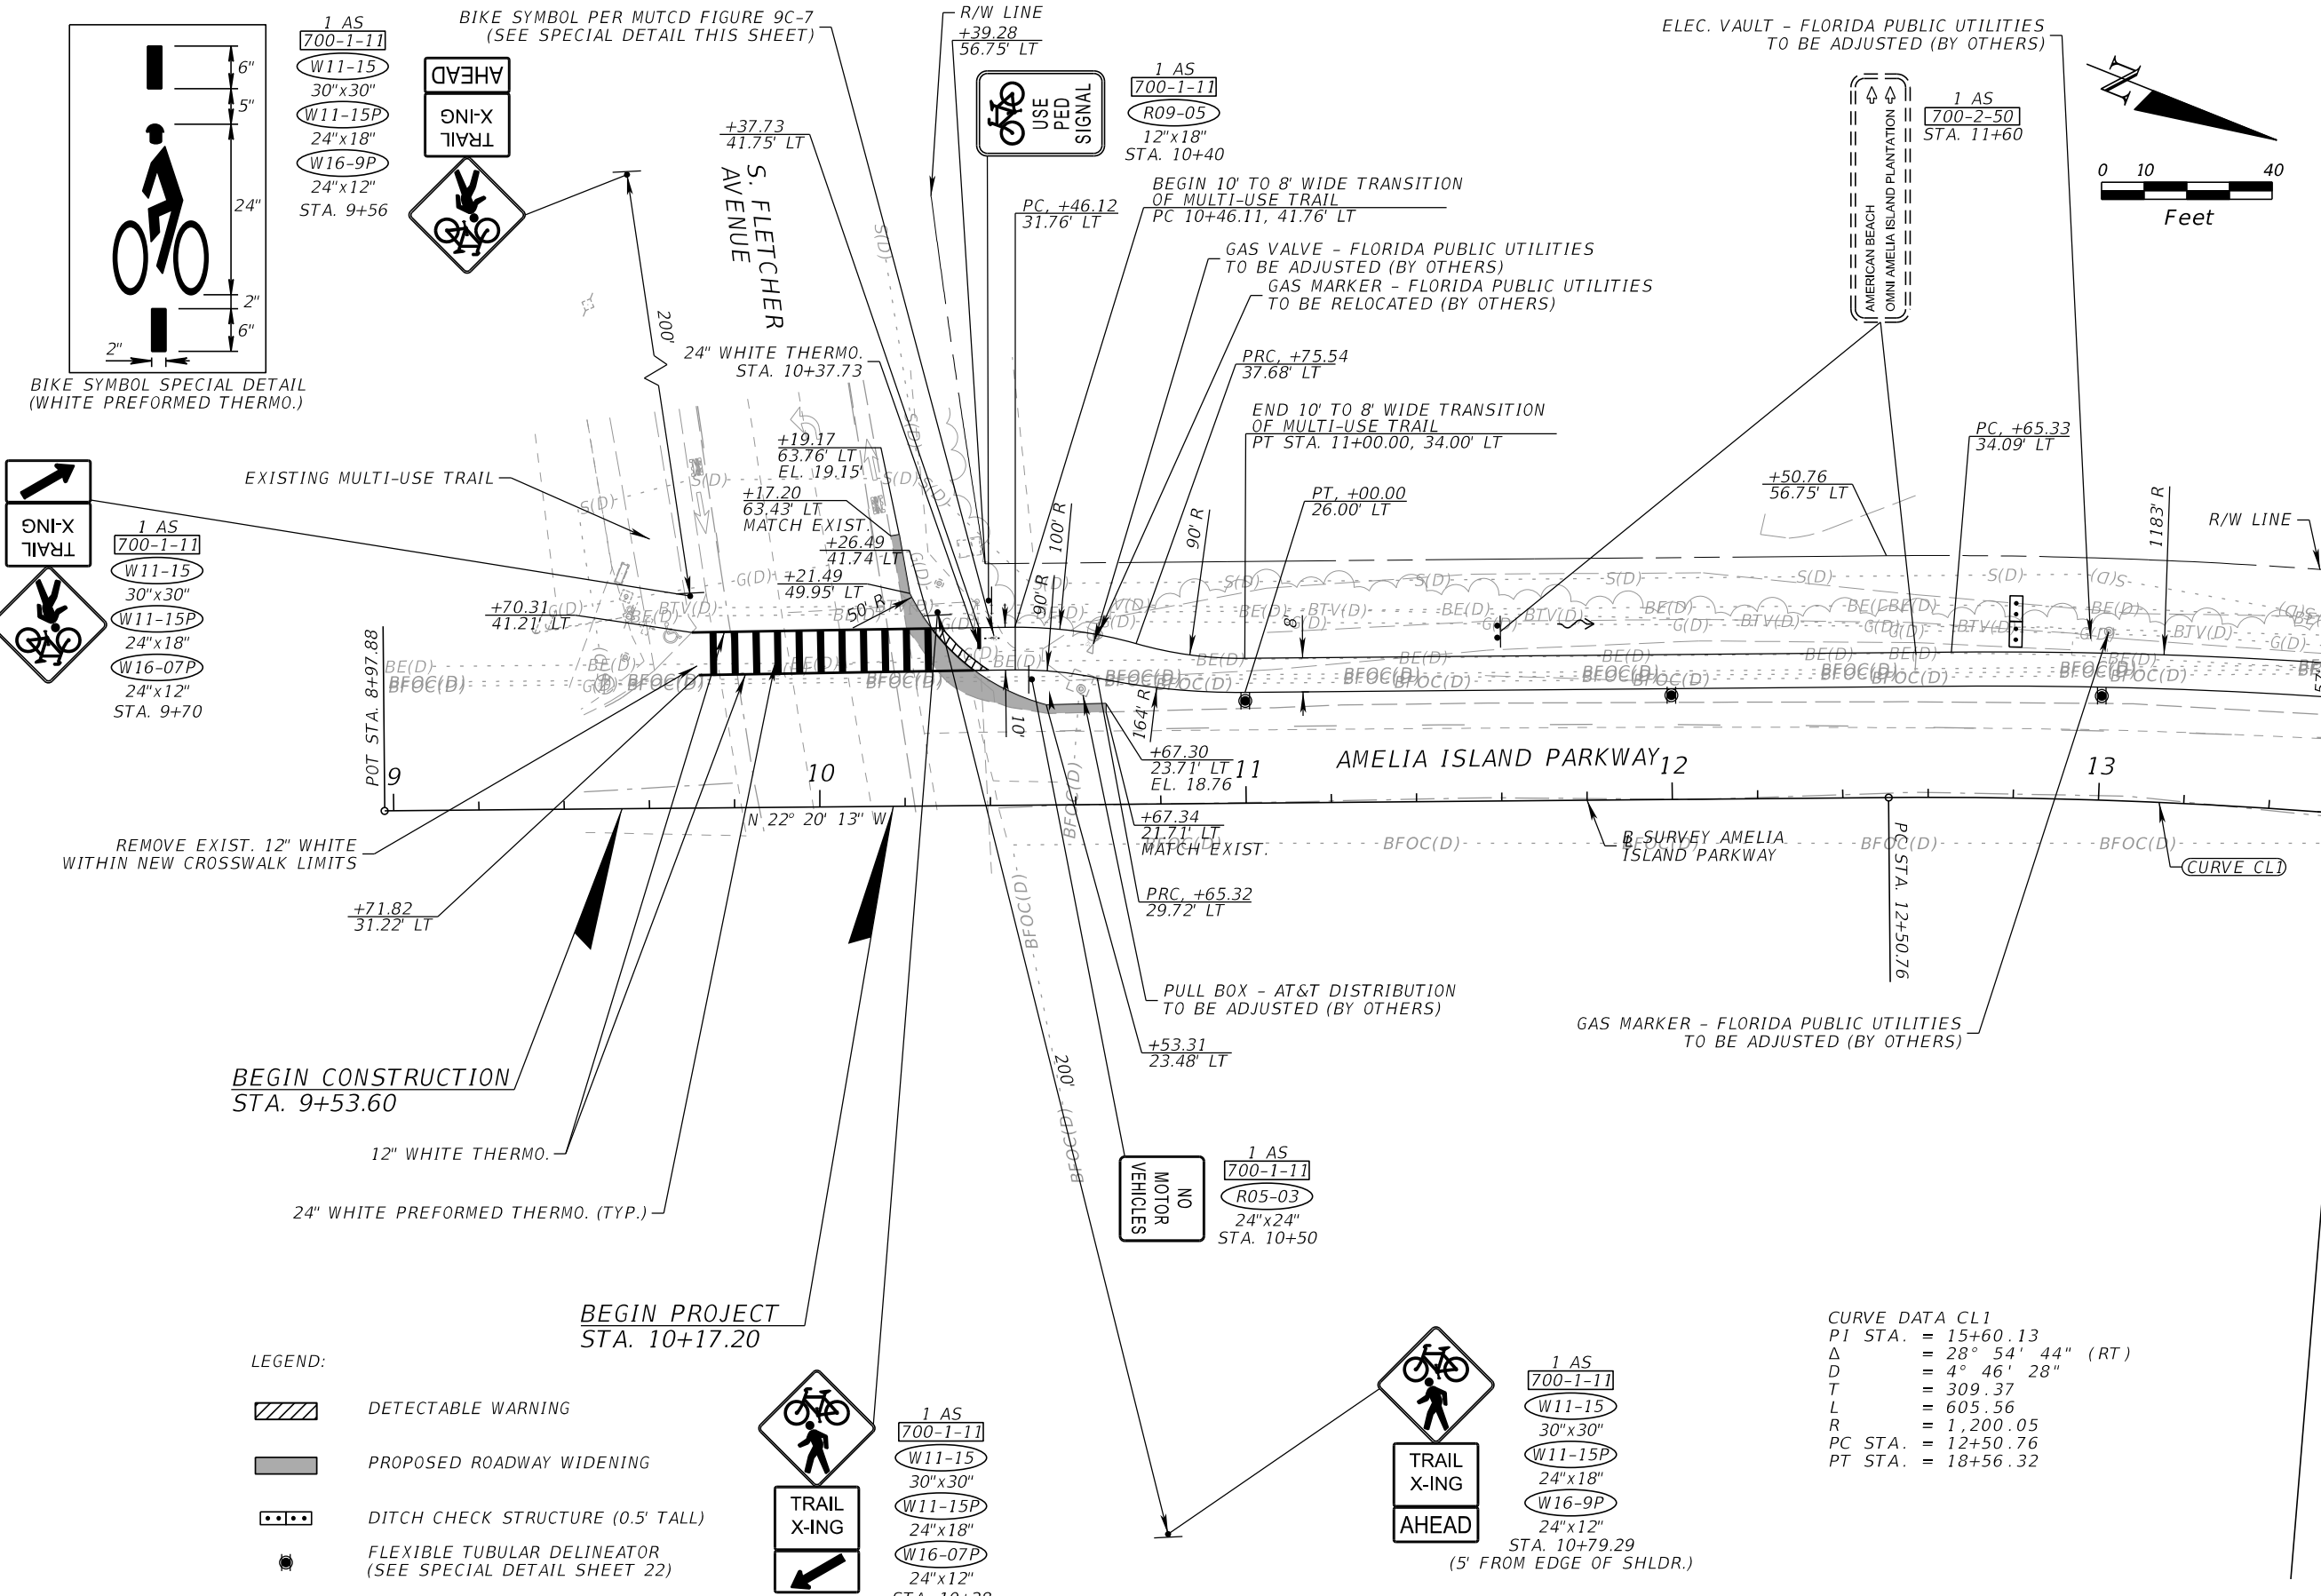 6"
5"
24"
2"
6"
2"
BIKE SYMBOL SPECIAL DETAIL
(WHITE PREFORMED THERMO.)
1 AS
700-1-11
W11-15
30"x30"
W11-15P
24"x18"
W16-9P
24"x12"
STA. 9+56
TRAIL
X-ING
AHEAD
BIKE SYMBOL PER MUTCD FIGURE 9C-7
(SEE SPECIAL DETAIL THIS SHEET)
R/W LINE
+39.28
56.75' LT
USE
PED
SIGNAL
1 AS
700-1-11
R09-05
12"x18"
STA. 10+40
ELEC. VAULT - FLORIDA PUBLIC UTILITIES
TO BE ADJUSTED (BY OTHERS)
AMERICAN BEACH
OMNI AMELIA ISLAND PLANTATION
1 AS
700-2-50
STA. 11+60
N
0 10 40
Feet
+37.73
41.75' LT
S. FLETCHER
AVENUE
PC, +46.12
31.76' LT
BEGIN 10' TO 8' WIDE TRANSITION
OF MULTI-USE TRAIL
PC 10+46.11, 41.76' LT
GAS VALVE - FLORIDA PUBLIC UTILITIES
TO BE ADJUSTED (BY OTHERS)
GAS MARKER - FLORIDA PUBLIC UTILITIES
TO BE RELOCATED (BY OTHERS)
200'
24" WHITE THERMO.
STA. 10+37.73
PRC, +75.54
37.68' LT
END 10' TO 8' WIDE TRANSITION
OF MULTI-USE TRAIL
PT STA. 11+00.00, 34.00' LT
PC, +65.33
34.09' LT
+50.76
56.75' LT
PT, +00.00
26.00' LT
1183' R
R/W LINE
EXISTING MULTI-USE TRAIL
+19.17
63.76' LT
EL. 19.15'
+17.20
63.43' LT
MATCH EXIST.
+26.49
41.74' LT
+21.49
49.95' LT
50' R
100' R
90' R
90' R
8'
10'
164' R
TRAIL
X-ING
1 AS
700-1-11
W11-15
30"x30"
W11-15P
24"x18"
W16-07P
24"x12"
STA. 9+70
+70.31
41.21' LT
POT STA. 8+97.88
S(D)
G(D)
BTV(D)
BE(D)
BFOC(D)
9 10 11 12 13
AMELIA ISLAND PARKWAY
N 22° 20' 13" W
+67.30
23.71' LT
EL. 18.76
+67.34
21.71' LT
MATCH EXIST.
PRC, +65.32
29.72' LT
B SURVEY AMELIA
ISLAND PARKWAY
PC STA. 12+50.76
CURVE CL1
REMOVE EXIST. 12" WHITE
WITHIN NEW CROSSWALK LIMITS
+71.82
31.22' LT
PULL BOX - AT&T DISTRIBUTION
TO BE ADJUSTED (BY OTHERS)
+53.31
23.48' LT
GAS MARKER - FLORIDA PUBLIC UTILITIES
TO BE ADJUSTED (BY OTHERS)
BEGIN CONSTRUCTION
STA. 9+53.60
12" WHITE THERMO.
24" WHITE PREFORMED THERMO. (TYP.)
200'
NO
MOTOR
VEHICLES
1 AS
700-1-11
R05-03
24"x24"
STA. 10+50
BEGIN PROJECT
STA. 10+17.20
LEGEND:
DETECTABLE WARNING
PROPOSED ROADWAY WIDENING
DITCH CHECK STRUCTURE (0.5' TALL)
FLEXIBLE TUBULAR DELINEATOR
(SEE SPECIAL DETAIL SHEET 22)
TRAIL
X-ING
1 AS
700-1-11
W11-15
30"x30"
W11-15P
24"x18"
W16-07P
24"x12"
TRAIL
X-ING
AHEAD
1 AS
700-1-11
W11-15
30"x30"
W11-15P
24"x18"
W16-9P
24"x12"
STA. 10+79.29
(5' FROM EDGE OF SHLDR.)
CURVE DATA CL1
PI STA. = 15+60.13
Δ = 28° 54' 44" (RT)
D = 4° 46' 28"
T = 309.37
L = 605.56
R = 1,200.05
PC STA. = 12+50.76
PT STA. = 18+56.32